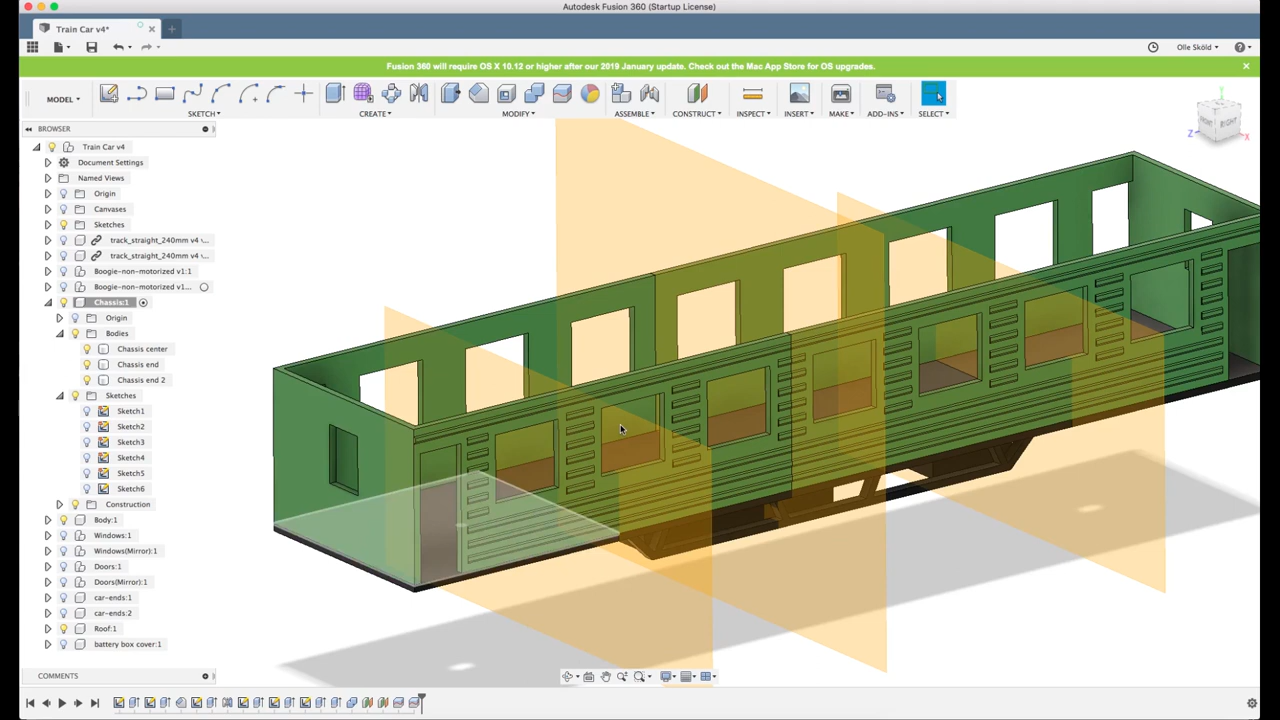 Autodesk Fusion 360 (Startup License)
Train Car v4*
Olle Sköld
Fusion 360 will require OS X 10.12 or higher after our 2019 January update. Check out the Mac App Store for OS upgrades.
MODEL
SKETCH
CREATE
MODIFY
ASSEMBLE
CONSTRUCT
INSPECT
INSERT
MAKE
ADD-INS
SELECT
BROWSER
Train Car v4
Document Settings
Named Views
Origin
Canvases
Sketches
track_straight_240mm v4 v...
track_straight_240mm v4 v...
Boogie-non-motorized v1:1
Boogie-non-motorized v1...
Chassis:1
Origin
Bodies
Chassis center
Chassis end
Chassis end 2
Sketches
Sketch1
Sketch2
Sketch3
Sketch4
Sketch5
Sketch6
Construction
Body:1
Windows:1
Windows(Mirror):1
Doors:1
Doors(Mirror):1
car-ends:1
car-ends:2
Roof:1
battery box cover:1
Y
RIGHT
Z
X
COMMENTS